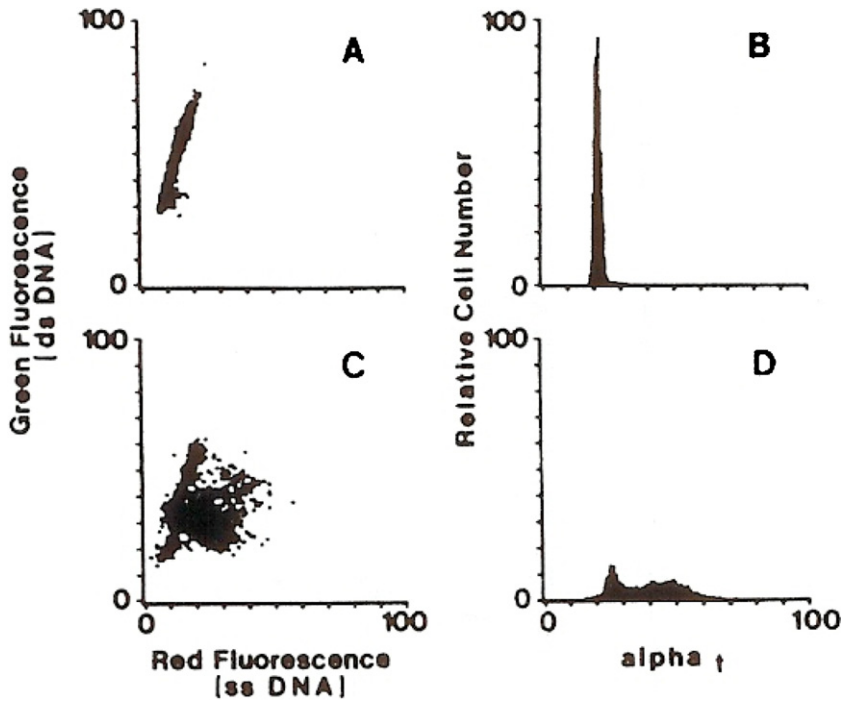 100
A
0
Green Fluorescence
[ds DNA]
100
B
0
Relative Cell Number
100
C
0
0
100
Red Fluorescence
[ss DNA]
100
D
0
0
100
alpha t